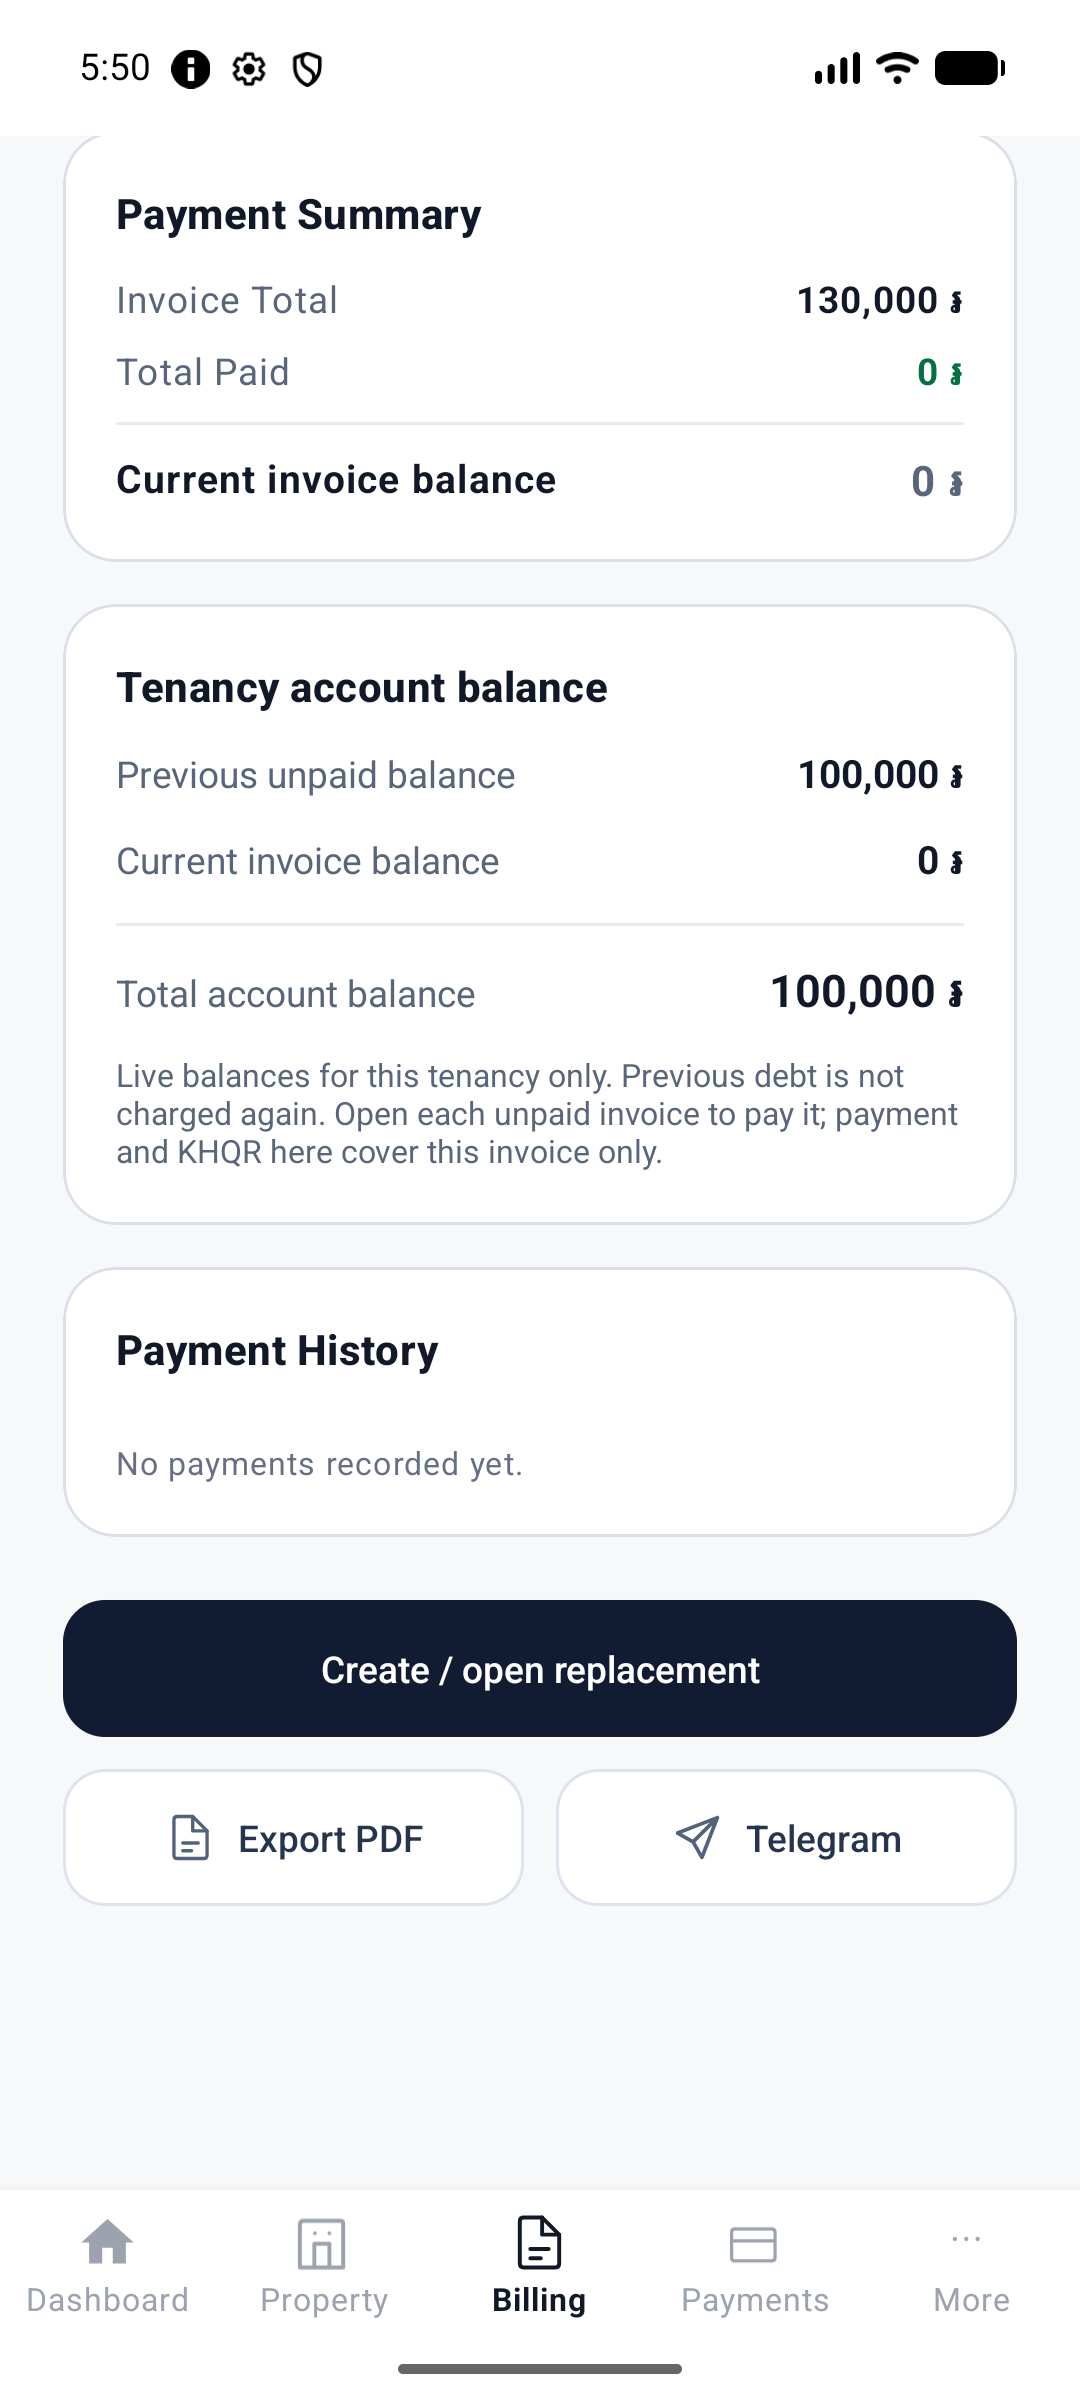 5:50
Payment Summary
Invoice Total 130,000 ៛
Total Paid 0 ៛
Current invoice balance 0 ៛
Tenancy account balance
Previous unpaid balance 100,000 ៛
Current invoice balance 0 ៛
Total account balance 100,000 ៛
Live balances for this tenancy only. Previous debt is not
charged again. Open each unpaid invoice to pay it; payment
and KHQR here cover this invoice only.
Payment History
No payments recorded yet.
Create / open replacement
Export PDF Telegram
Dashboard Property Billing Payments More